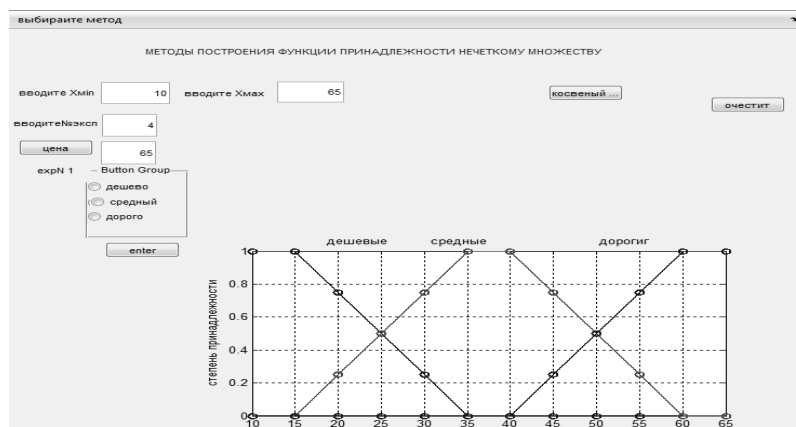 выбираите метод
МЕТОДЫ ПОСТРОЕНИЯ ФУНКЦИИ ПРИНАДЛЕЖНОСТИ НЕЧЕТКОМУ МНОЖЕСТВУ
вводите Xмin 10 вводите Xмах 65 косвеный ...
очестит
вводите№эксп 4
цена 65
expN 1 Button Group
дешево
средный
дорого
enter
дешевые средные дорогиг
степень принадлежности
1
0.8
0.6
0.4
0.2
0
10 15 20 25 30 35 40 45 50 55 60 65